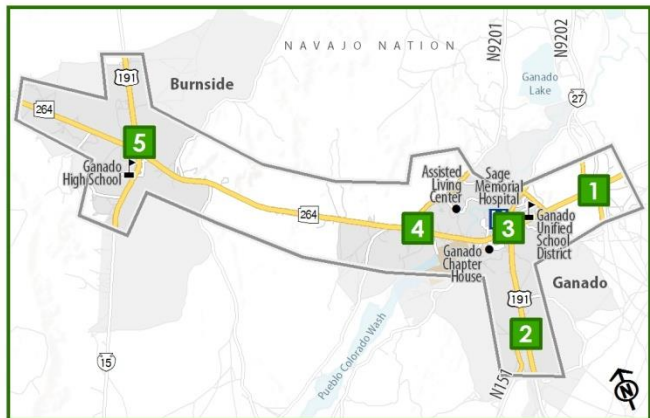 NAVAJO NATION
N9201
N9202
191
Burnside
Ganado
Lake
27
264
5
Ganado
High School
Assisted
Living
Center
Sage
Memorial
Hospital
1
264
4
3
Ganado
Unified
School
District
Ganado
Chapter
House
Ganado
191
2
Pueblo Colorado Wash
15
N